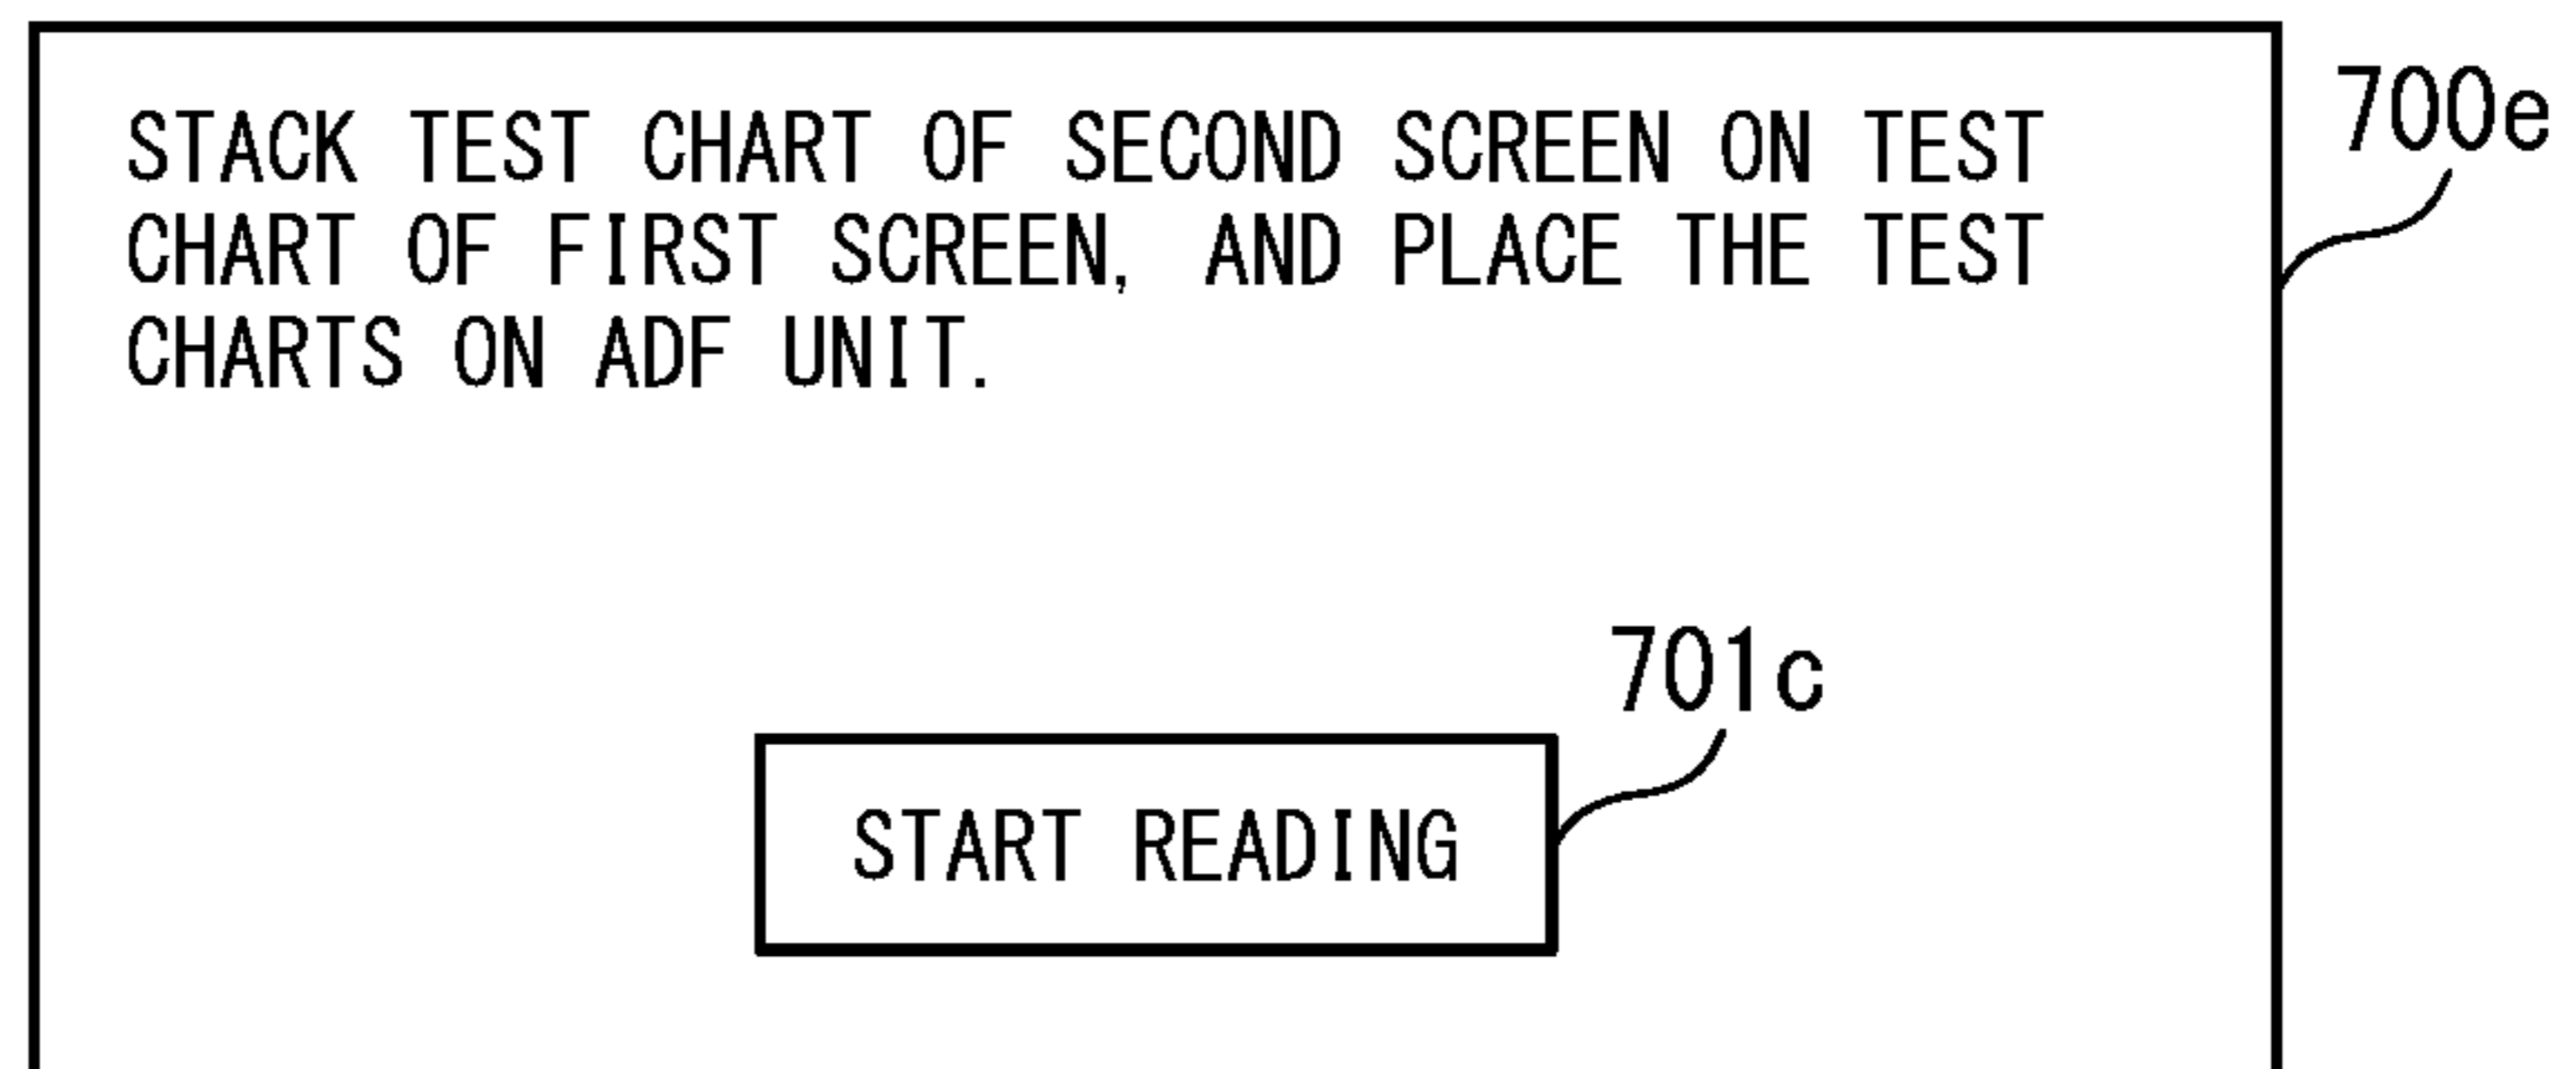 700e
STACK TEST CHART OF SECOND SCREEN ON TEST
CHART OF FIRST SCREEN, AND PLACE THE TEST
CHARTS ON ADF UNIT.
701c
START READING